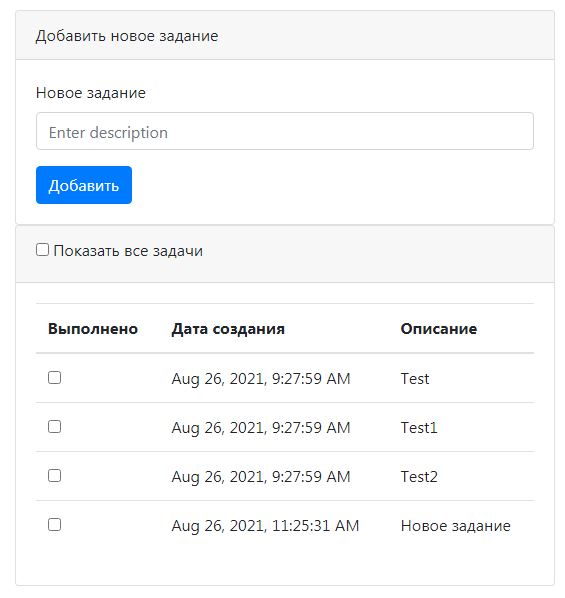 Добавить новое задание
Новое задание
Enter description
Добавить
Показать все задачи
Выполнено Дата создания Описание
Aug 26, 2021, 9:27:59 AM Test
Aug 26, 2021, 9:27:59 AM Test1
Aug 26, 2021, 9:27:59 AM Test2
Aug 26, 2021, 11:25:31 AM Новое задание